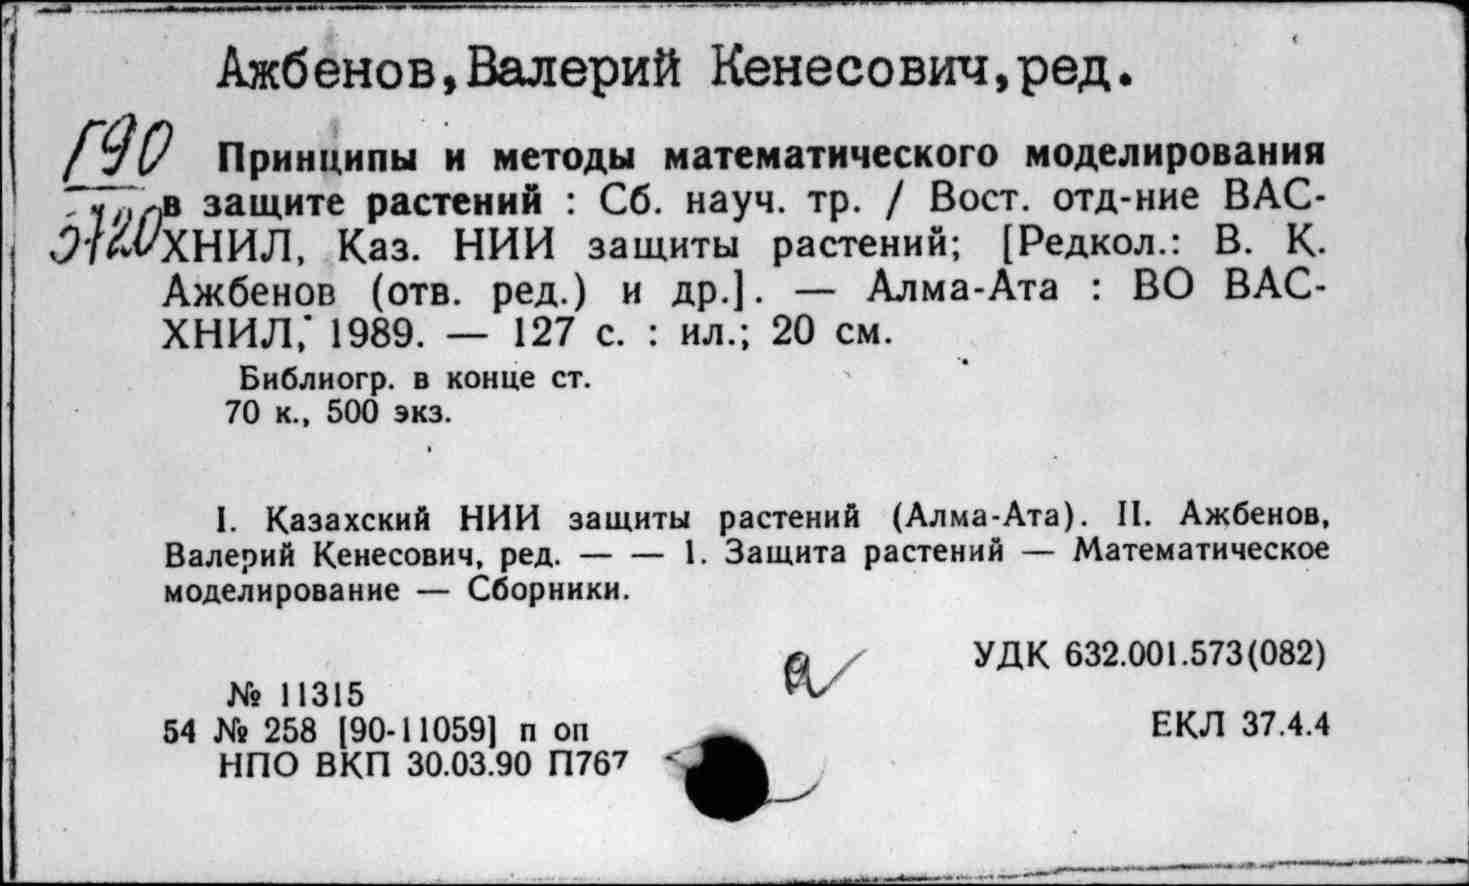 Ажбенов,Валерий Кенесович,ред.
Г90
Принципы и методы математического моделирования
в защите растений : Сб. науч. тр. / Вост. отд-ние ВАС-
ХНИЛ, Каз. НИИ защиты растений; [Редкол.: В. К.
Ажбенов (отв. ред.) и др.]. — Алма-Ата : ВО ВАС-
ХНИЛ, 1989. — 127 с. : ил.; 20 см.
Библиогр. в конце ст.
70 к., 500 экз.
I. Казахский НИИ защиты растений (Алма-Ата). II. Ажбенов,
Валерий Кенесович, ред. — — 1. Защита растений — Математическое
моделирование — Сборники.
УДК 632.001.573(082)
№ 11315
54 № 258 [90-11059] п оп
ЕКЛ 37.4.4
НПО ВКП 30.03.90 П767